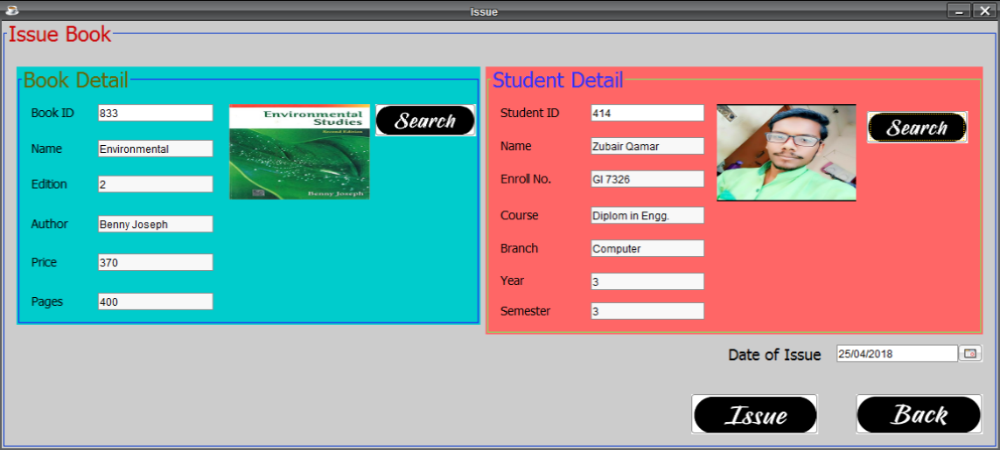 issue
Issue Book
Book Detail
Book ID 833
Name Environmental
Edition 2
Author Benny Joseph
Price 370
Pages 400
Environmental
Studies
Second Edition
Benny Joseph
Search
Student Detail
Student ID 414
Name Zubair Qamar
Enroll No. GI 7326
Course Diplom in Engg.
Branch Computer
Year 3
Semester 3
Search
Date of Issue 25/04/2018
Issue Back